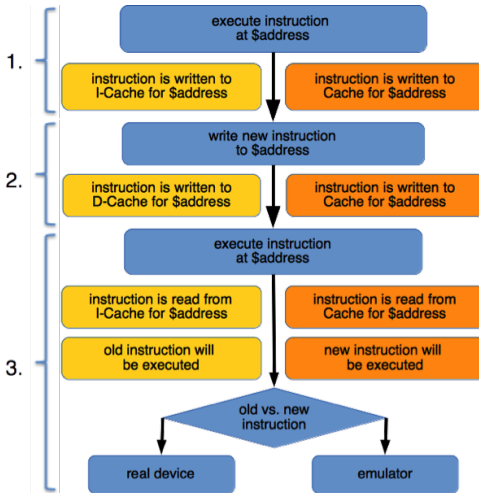 execute instruction
at $address
1.
instruction is written to
I-Cache for $address
instruction is written to
Cache for $address
write new instruction
to $address
2.
instruction is written to
D-Cache for $address
instruction is written to
Cache for $address
execute instruction
at $address
instruction is read from
I-Cache for $address
instruction is read from
Cache for $address
3.
old instruction will
be executed
new instruction will
be executed
old vs. new
instruction
real device
emulator